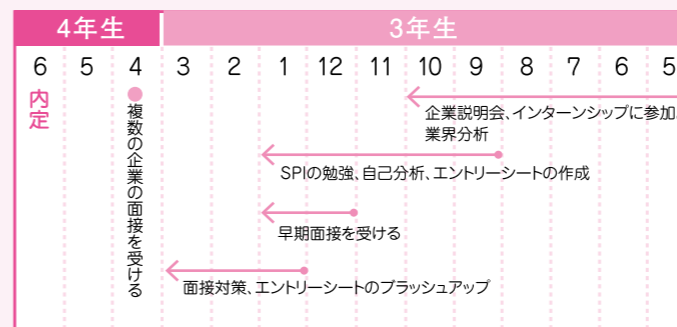 4年生
3年生
6 5 4 3 2 1 12 11 10 9 8 7 6 5
内定
複数の企業の面接を受ける
企業説明会、インターンシップに参加、
業界分析
SPIの勉強、自己分析、エントリーシートの作成
早期面接を受ける
面接対策、エントリーシートのブラッシュアップ